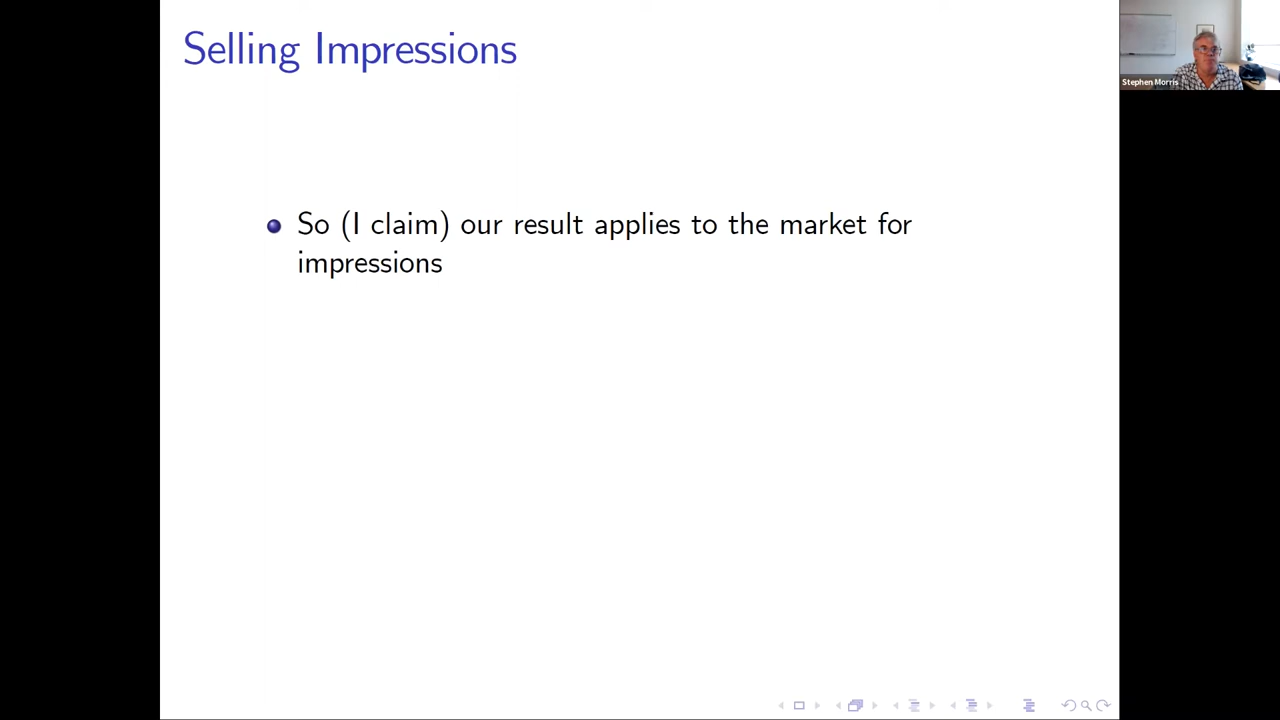 Selling Impressions
Stephen Morris
So (I claim) our result applies to the market for
impressions